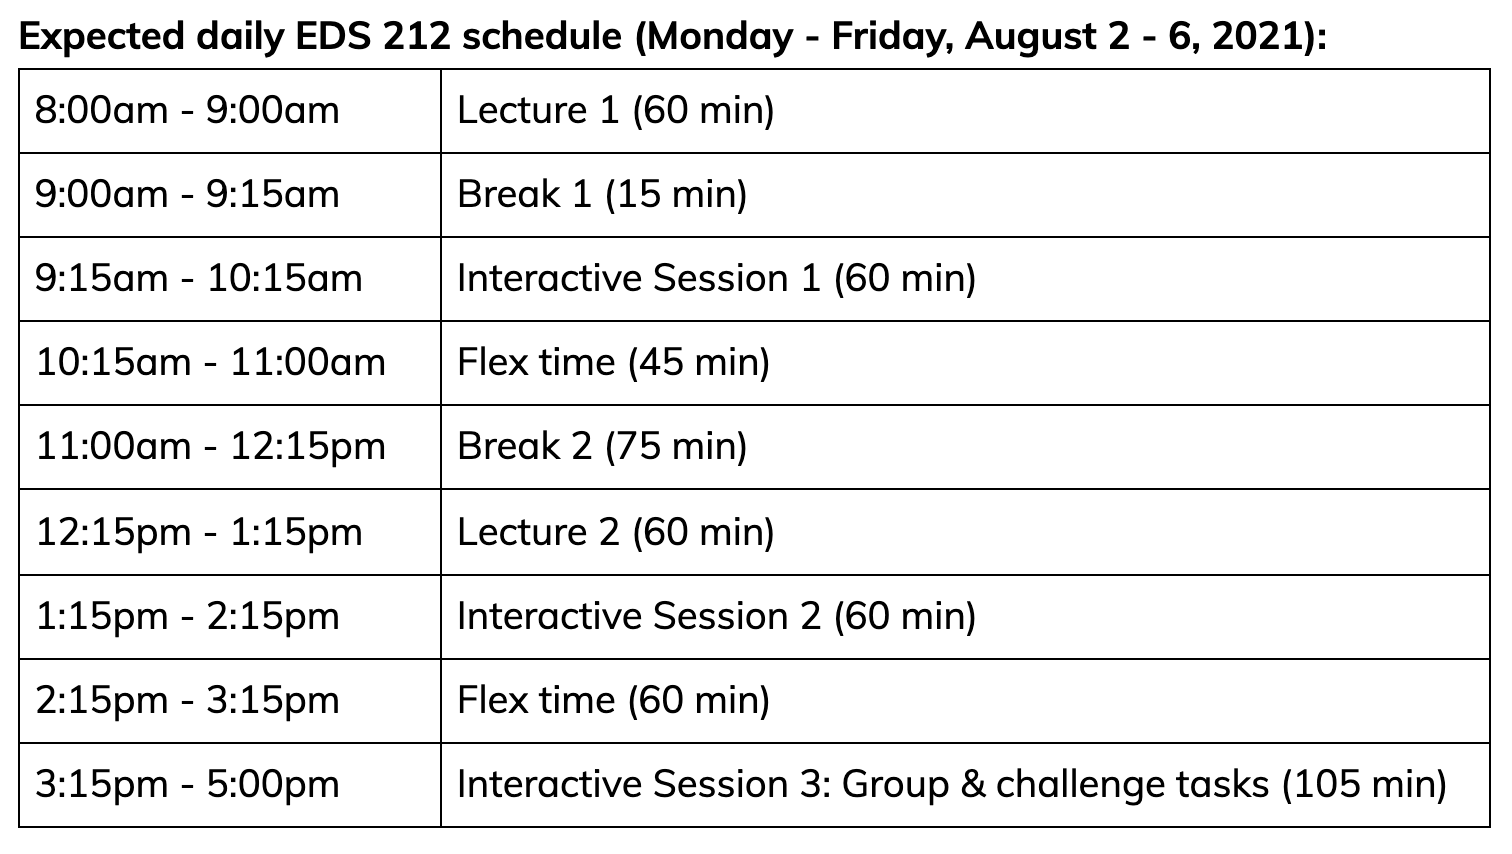 Expected daily EDS 212 schedule (Monday - Friday, August 2 - 6, 2021):
8:00am - 9:00am Lecture 1 (60 min)
9:00am - 9:15am Break 1 (15 min)
9:15am - 10:15am Interactive Session 1 (60 min)
10:15am - 11:00am Flex time (45 min)
11:00am - 12:15pm Break 2 (75 min)
12:15pm - 1:15pm Lecture 2 (60 min)
1:15pm - 2:15pm Interactive Session 2 (60 min)
2:15pm - 3:15pm Flex time (60 min)
3:15pm - 5:00pm Interactive Session 3: Group & challenge tasks (105 min)